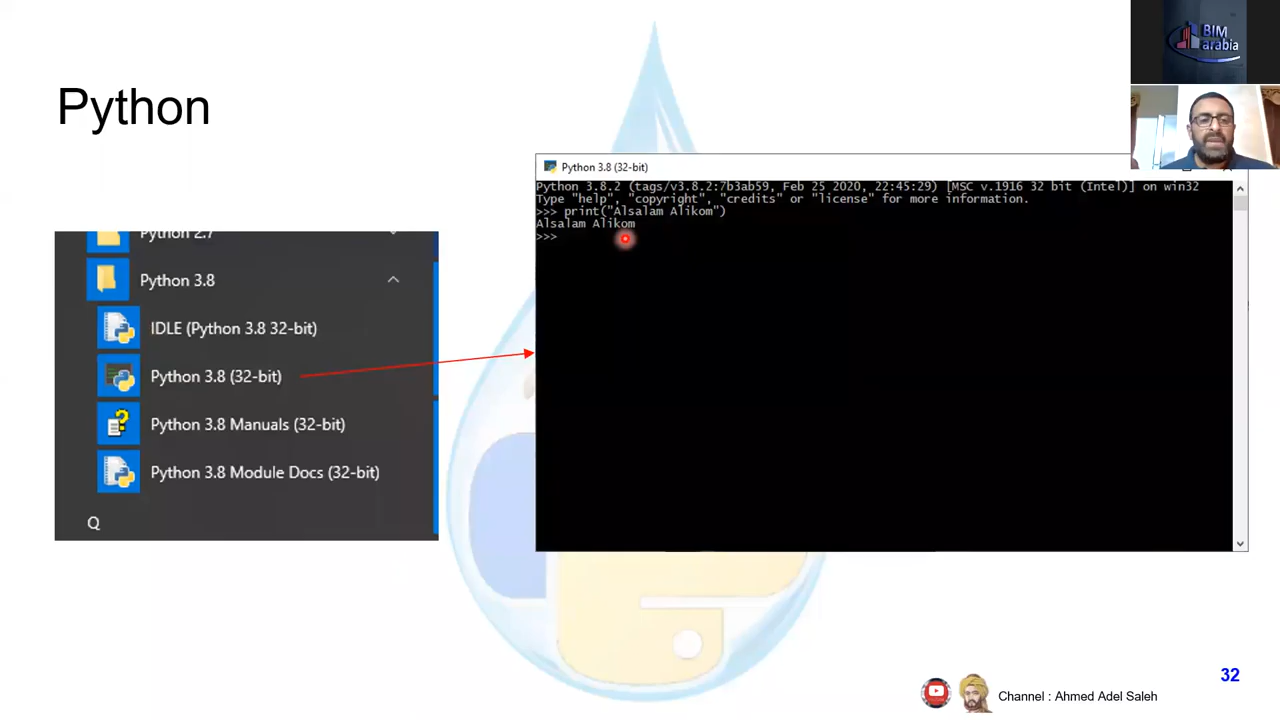 BIM
arabia
Python
Python 3.8 (32-bit)
Python 3.8.2 (tags/v3.8.2:7b3ab59, Feb 25 2020, 22:45:29) [MSC v.1916 32 bit (Intel)] on win32
Type "help", "copyright", "credits" or "license" for more information.
>>> print("Alsalam Alikom")
Alsalam Alikom
>>>
Python 2.7
Python 3.8
IDLE (Python 3.8 32-bit)
Python 3.8 (32-bit)
Python 3.8 Manuals (32-bit)
Python 3.8 Module Docs (32-bit)
Q
32
Channel : Ahmed Adel Saleh